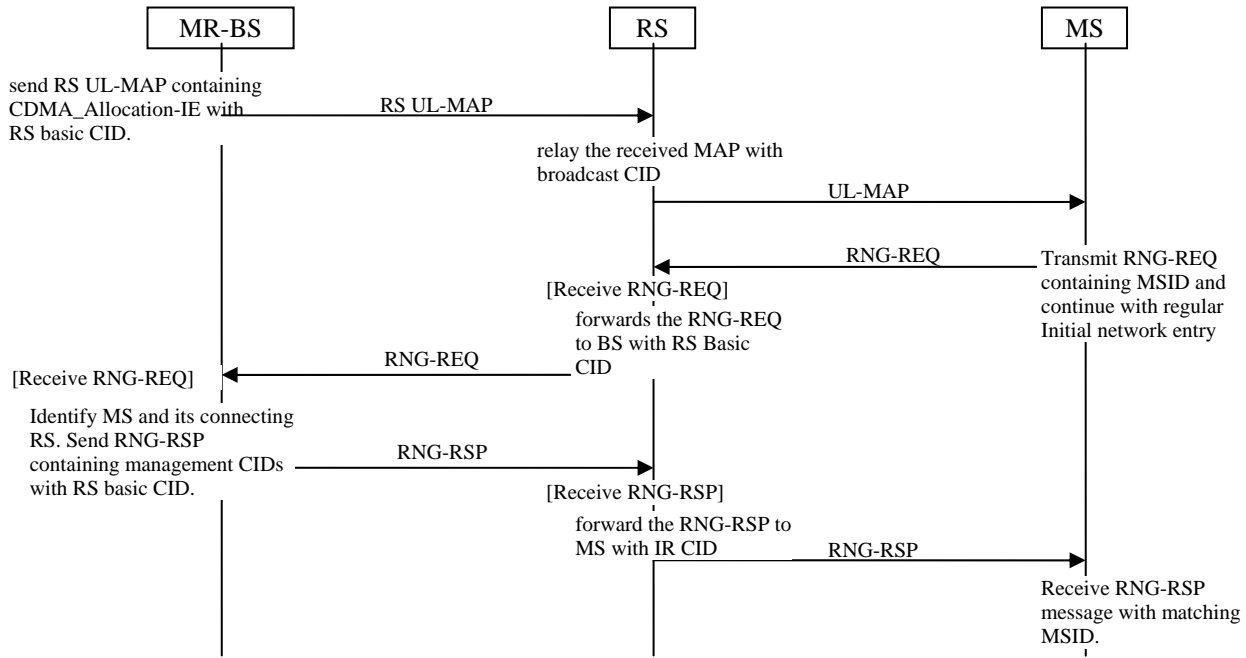 MR-BS
RS
MS
send RS UL-MAP containing
CDMA_Allocation-IE with
RS basic CID.
RS UL-MAP
relay the received MAP with
broadcast CID
UL-MAP
RNG-REQ
Transmit RNG-REQ
containing MSID and
continue with regular
Initial network entry
[Receive RNG-REQ]
forwards the RNG-REQ
to BS with RS Basic
CID
RNG-REQ
[Receive RNG-REQ]
Identify MS and its connecting
RS. Send RNG-RSP
containing management CIDs
with RS basic CID.
RNG-RSP
[Receive RNG-RSP]
forward the RNG-RSP to
MS with IR CID
RNG-RSP
Receive RNG-RSP
message with matching
MSID.